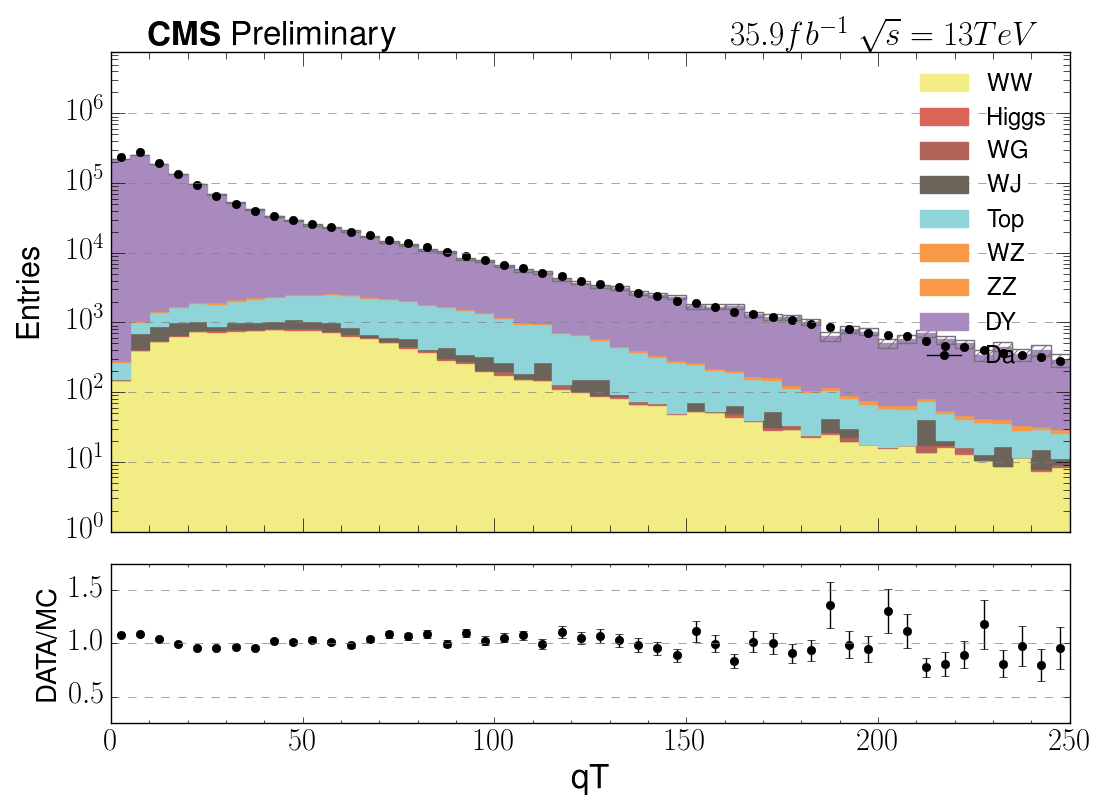 CMS Preliminary 35.9fb⁻¹ √s = 13TeV
WW
Higgs
WG
WJ
Top
WZ
ZZ
DY
Da
Entries
10⁶
10⁵
10⁴
10³
10²
10¹
10⁰
DATA/MC
1.5
1.0
0.5
0 50 100 150 200 250
qT